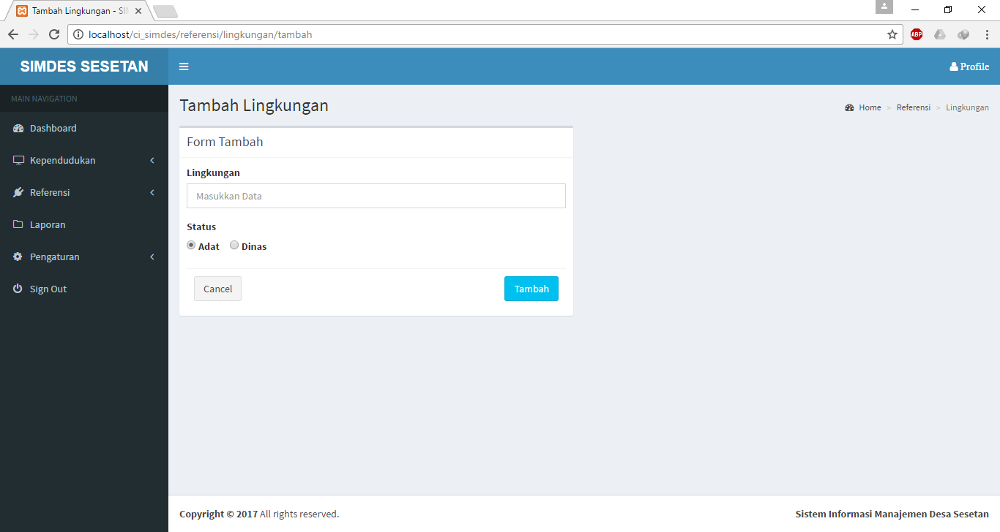 Tambah Lingkungan - SI
localhost/ci_simdes/referensi/lingkungan/tambah
ABP
SIMDES SESETAN
Profile
MAIN NAVIGATION
Dashboard
Kependudukan
Referensi
Laporan
Pengaturan
Sign Out
Tambah Lingkungan
Home > Referensi > Lingkungan
Form Tambah
Lingkungan
Masukkan Data
Status
Adat Dinas
Cancel Tambah
Copyright © 2017 All rights reserved.
Sistem Informasi Manajemen Desa Sesetan